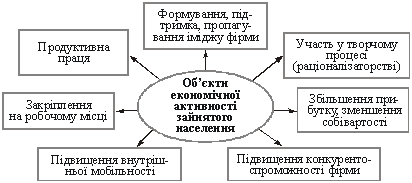 Формування, під-
тримка, пропагу-
вання іміджу фірми
Продуктивна
праця
Участь у творчому
процесі
(раціоналізаторстві)
Об’єкти
економічної
активності
зайнятого
населення
Закріплення
на робочому місці
Збільшення при-
бутку, зменшення
собівартості
Підвищення внутріш-
ньої мобільності
Підвищення конкуренто-
спроможності фірми